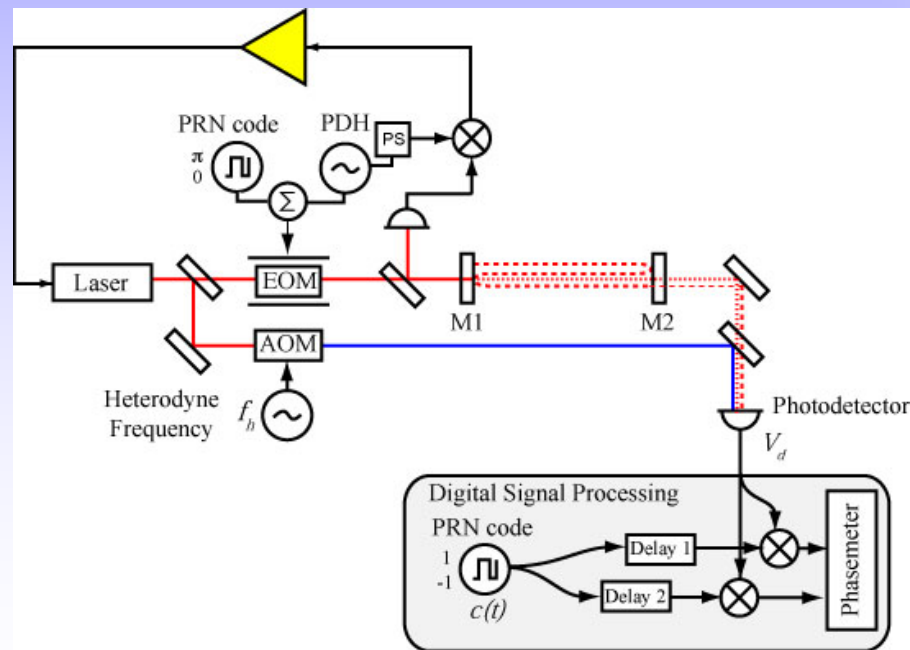 PRN code
PDH
PS
π
0
Σ
Laser
EOM
M1
M2
AOM
Heterodyne
Frequency
f_h
Photodetector
V_d
Digital Signal Processing
PRN code
1
-1
c(t)
Delay 1
Delay 2
Phasemeter